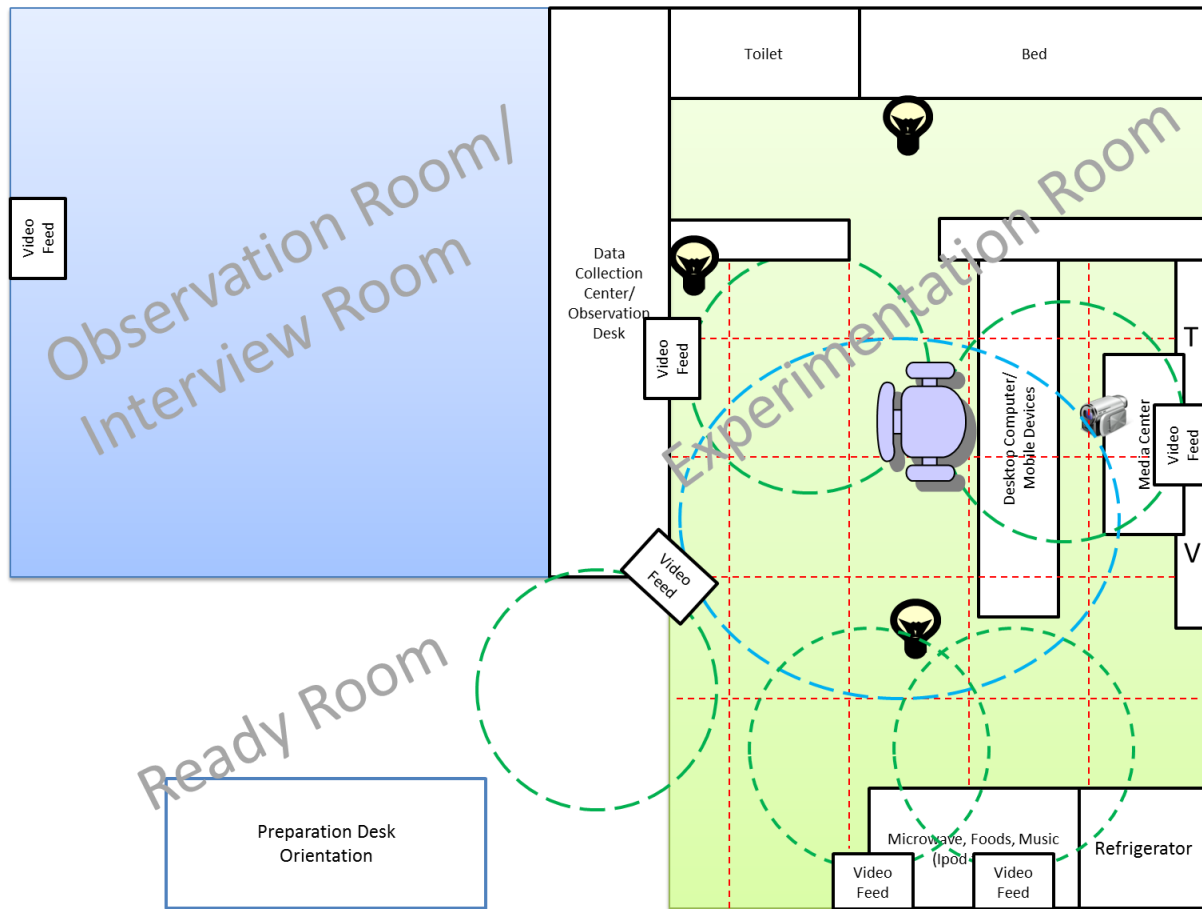 Toilet
Bed
Observation Room/
Interview Room
Video
Feed
Data
Collection
Center/
Observation
Desk
Experimentation Room
Video
Feed
Desktop Computer/
Mobile Devices
T
V
Media Center
Video
Feed
Video
Feed
Ready Room
Preparation Desk
Orientation
Microwave, Foods, Music
(Ipod
Refrigerator
Video
Feed
Video
Feed